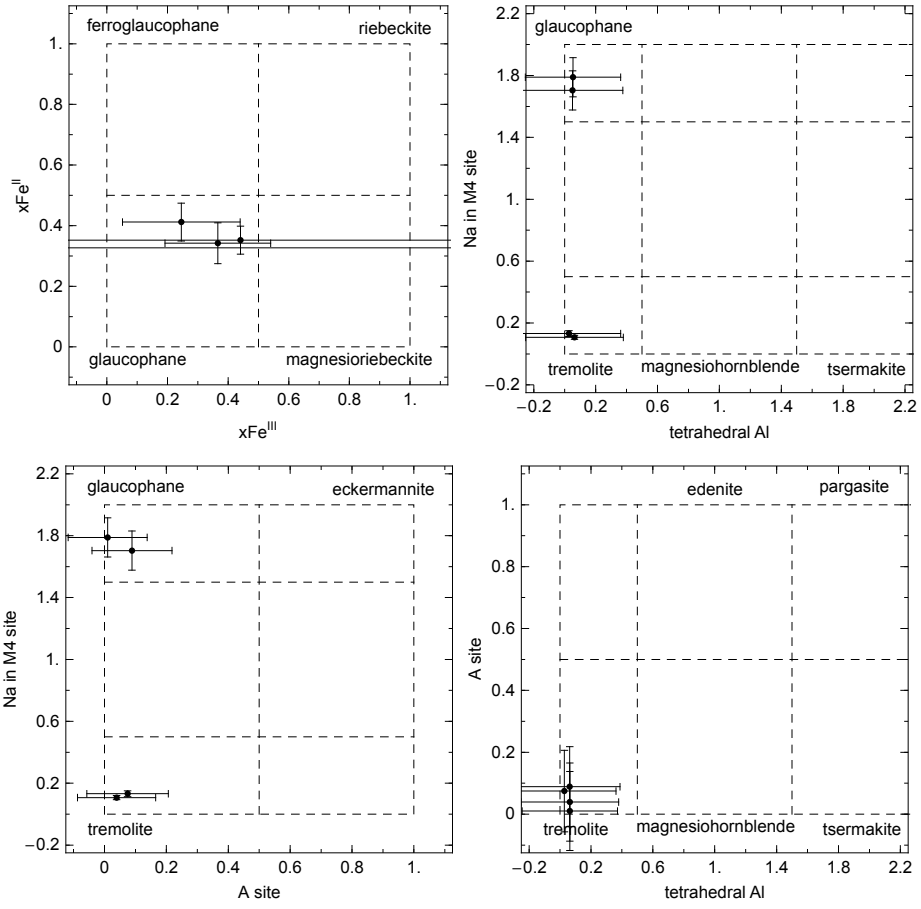 ferroglaucophane riebeckite
1.
0.8
0.6
xFeII
0.4
0.2
0
glaucophane magnesioriebeckite
0 0.2 0.4 0.6 0.8 1.
xFeIII
2.2
glaucophane
1.8
1.4
Na in M4 site
1.
0.6
0.2
−0.2
tremolite magnesiohornblende tsermakite
−0.2 0.2 0.6 1. 1.4 1.8 2.2
tetrahedral Al
2.2
glaucophane eckermannite
1.8
1.4
Na in M4 site
1.
0.6
0.2
−0.2
tremolite
0 0.2 0.4 0.6 0.8 1.
A site
edenite pargasite
1.
0.8
0.6
A site
0.4
0.2
0
tremolite magnesiohornblende tsermakite
−0.2 0.2 0.6 1. 1.4 1.8 2.2
tetrahedral Al